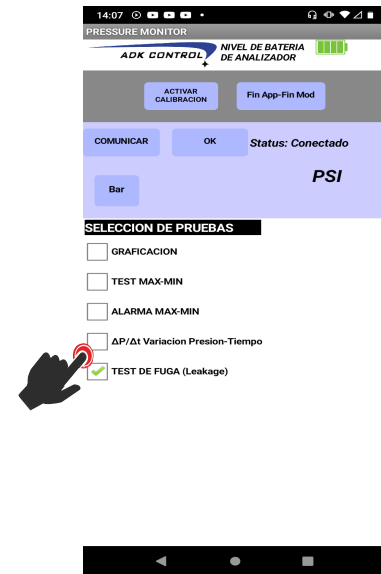 14:07
PRESSURE MONITOR
ADK CONTROL
NIVEL DE BATERIA
DE ANALIZADOR
ACTIVAR
CALIBRACION
Fin App-Fin Mod
COMUNICAR
OK
Status: Conectado
Bar
PSI
SELECCION DE PRUEBAS
GRAFICACION
TEST MAX-MIN
ALARMA MAX-MIN
ΔP/Δt Variacion Presion-Tiempo
TEST DE FUGA (Leakage)